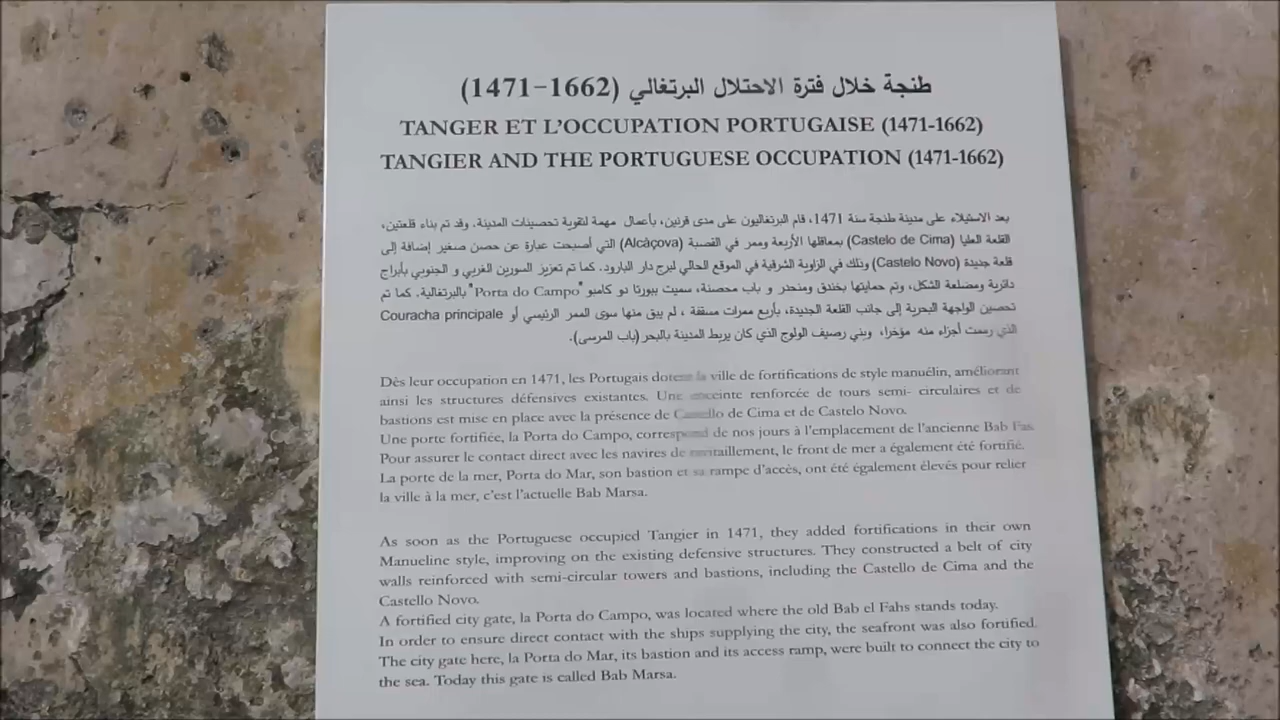 طنجة خلال فترة الاحتلال البرتغالي (1662-1471)
TANGER ET L'OCCUPATION PORTUGAISE (1471-1662)
TANGIER AND THE PORTUGUESE OCCUPATION (1471-1662)
بعد الاستيلاء على مدينة طنجة سنة 1471، قام البرتغاليون على مدى قرنين، بأعمال مهمة لتقوية تحصينات المدينة. وقد تم بناء قلعتين،
القلعة العليا (Castelo de Cima) بمعاقلها الأربعة وممر في القصبة (Alcàçova) التي أصبحت عبارة عن حصن صغير إضافة إلى
قلعة جديدة (Castelo Novo) وذلك في الزاوية الشرقية في الموقع الحالي لبرج دار البارود. كما تم تعزيز السورين الغربي و الجنوبي بأبراج
دائرية ومضلعة الشكل، وتم حمايتها بخندق ومنحدر و باب محصنة، سميت ببورتا دو كامبو "Porta do Campo" بالبرتغالية. كما تم
تحصين الواجهة البحرية إلى جانب القلعة الجديدة، بأربع ممرات مسقفة ، لم يبق منها سوى الممر الرئيسي أو Couracha principale
الذي رممت أجزاء منه مؤخرا، وبني رصيف الولوج الذي كان يربط المدينة بالبحر (باب المرسى).
Dès leur occupation en 1471, les Portugais dotent la ville de fortifications de style manuélin, améliorant
ainsi les structures défensives existantes. Une enceinte renforcée de tours semi- circulaires et de
bastions est mise en place avec la présence de Castello de Cima et de Castelo Novo.
Une porte fortifiée, la Porta do Campo, correspond de nos jours à l'emplacement de l'ancienne Bab Fas.
Pour assurer le contact direct avec les navires de ravitaillement, le front de mer a également été fortifié.
La porte de la mer, Porta do Mar, son bastion et sa rampe d'accès, ont été également élevés pour relier
la ville à la mer, c'est l'actuelle Bab Marsa.
As soon as the Portuguese occupied Tangier in 1471, they added fortifications in their own
Manueline style, improving on the existing defensive structures. They constructed a belt of city
walls reinforced with semi-circular towers and bastions, including the Castello de Cima and the
Castello Novo.
A fortified city gate, la Porta do Campo, was located where the old Bab el Fahs stands today.
In order to ensure direct contact with the ships supplying the city, the seafront was also fortified.
The city gate here, la Porta do Mar, its bastion and its access ramp, were built to connect the city to
the sea. Today this gate is called Bab Marsa.